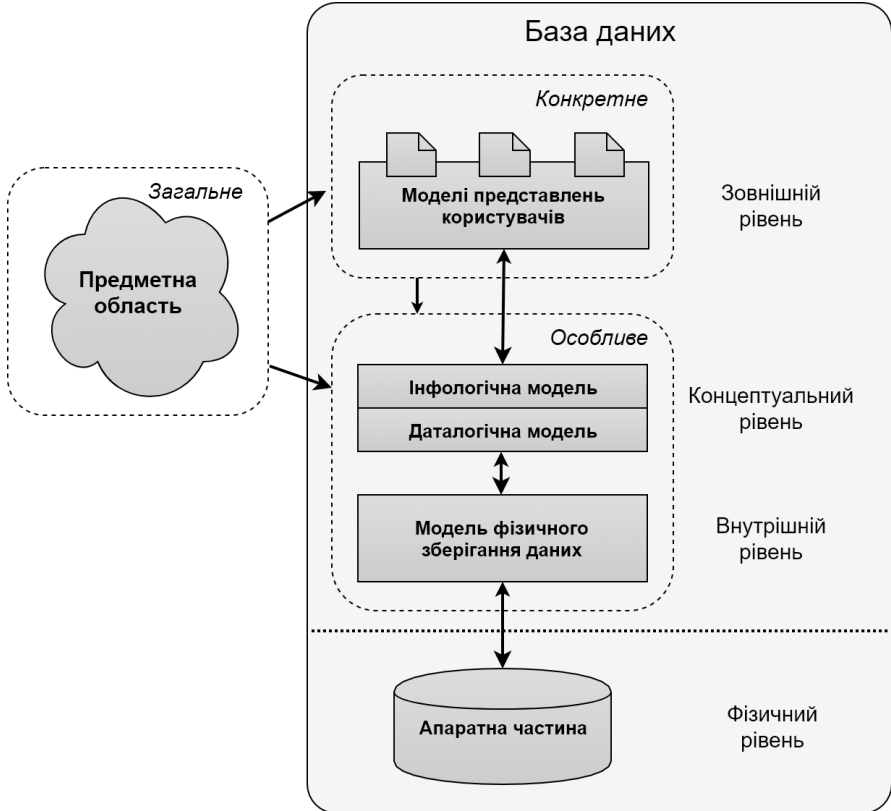 База даних
Конкретне
Моделі представлень
користувачів
Зовнішній
рівень
Загальне
Предметна
область
Особливе
Інфологічна модель
Даталогічна модель
Концептуальний
рівень
Модель фізичного
зберігання даних
Внутрішній
рівень
Апаратна частина
Фізичний
рівень